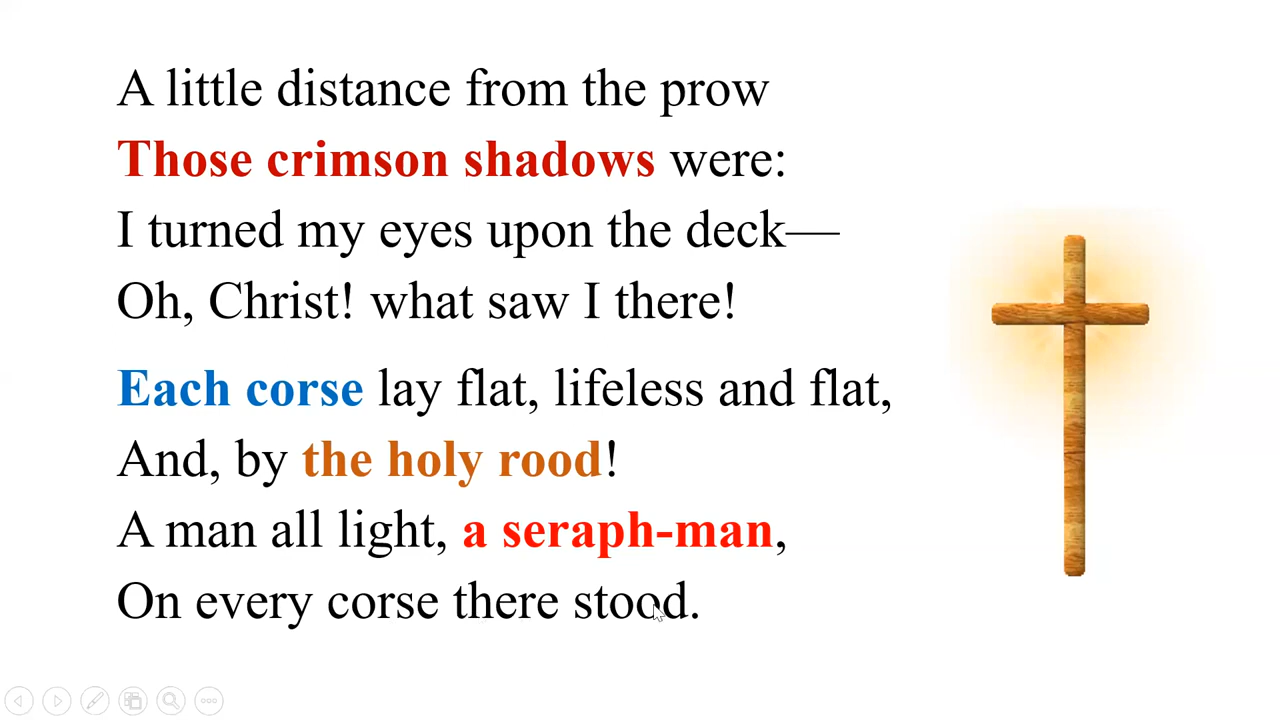 A little distance from the prow
Those crimson shadows were:
I turned my eyes upon the deck—
Oh, Christ! what saw I there!
Each corse lay flat, lifeless and flat,
And, by the holy rood!
A man all light, a seraph-man,
On every corse there stood.